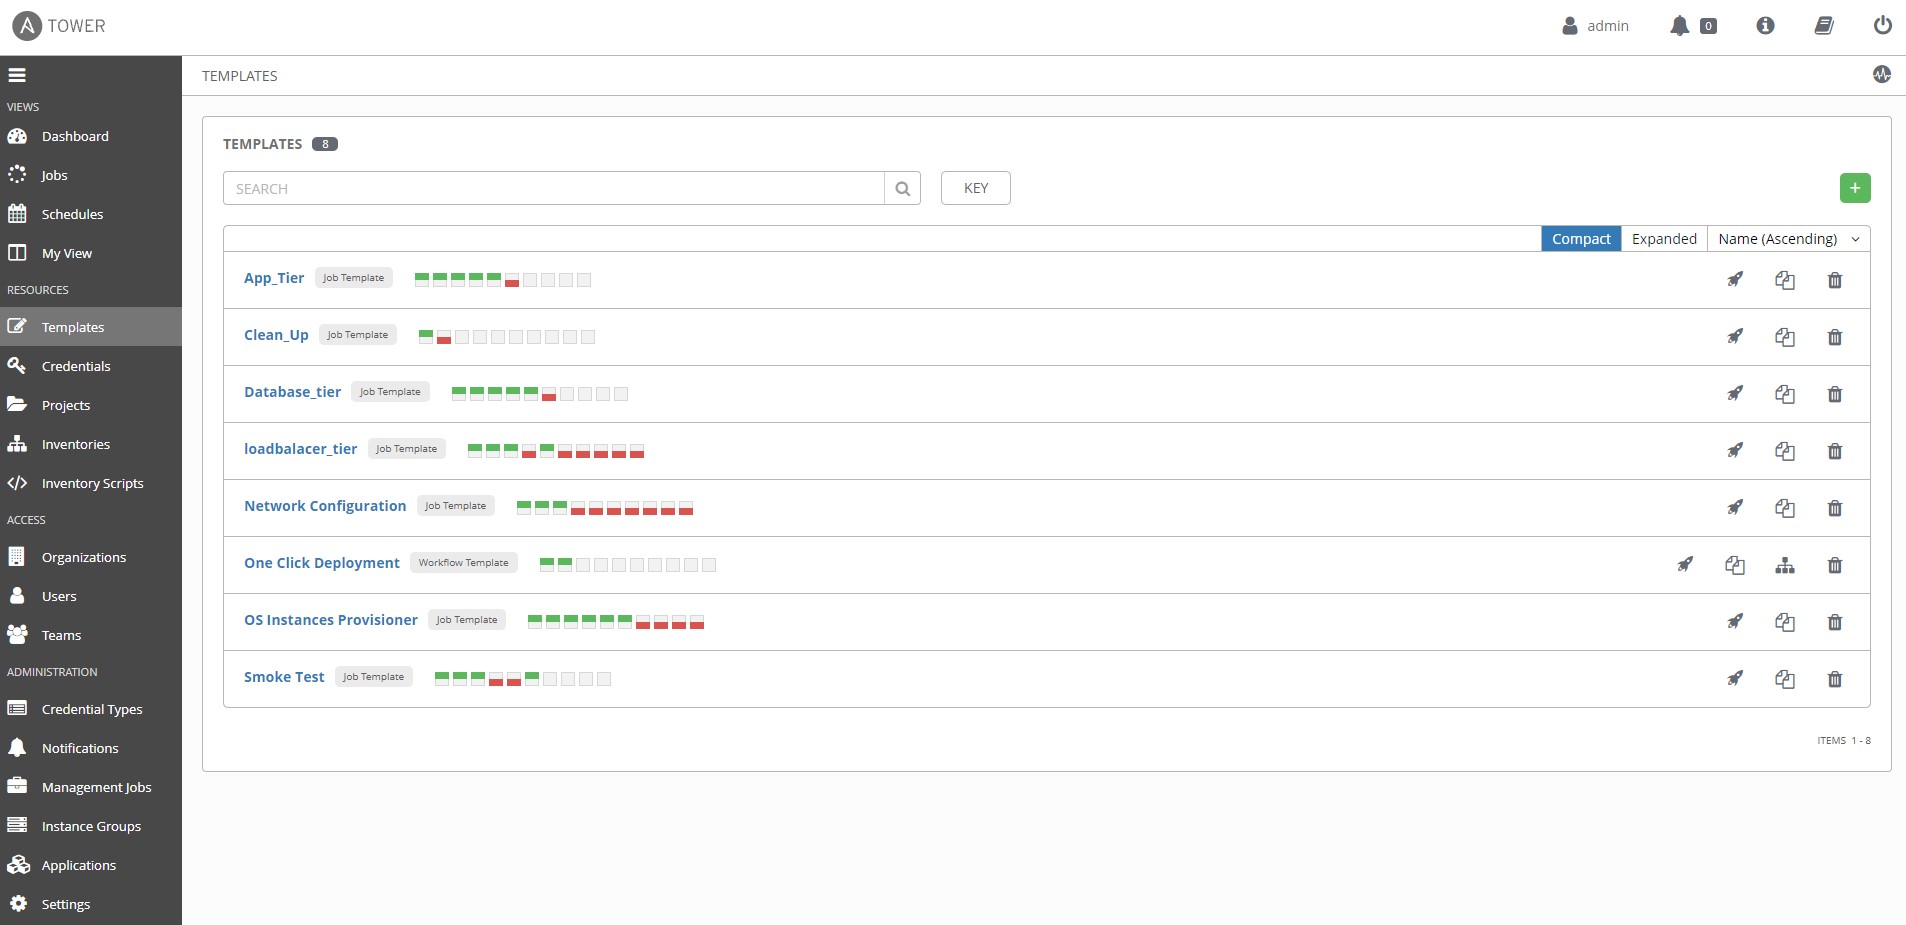 A TOWER
admin
0
VIEWS
Dashboard
Jobs
Schedules
My View
RESOURCES
Templates
Credentials
Projects
Inventories
Inventory Scripts
ACCESS
Organizations
Users
Teams
ADMINISTRATION
Credential Types
Notifications
Management Jobs
Instance Groups
Applications
Settings
TEMPLATES
TEMPLATES 8
SEARCH
KEY
+
Compact Expanded Name (Ascending)
App_Tier Job Template
Clean_Up Job Template
Database_tier Job Template
loadbalacer_tier Job Template
Network Configuration Job Template
One Click Deployment Workflow Template
OS Instances Provisioner Job Template
Smoke Test Job Template
ITEMS 1 - 8